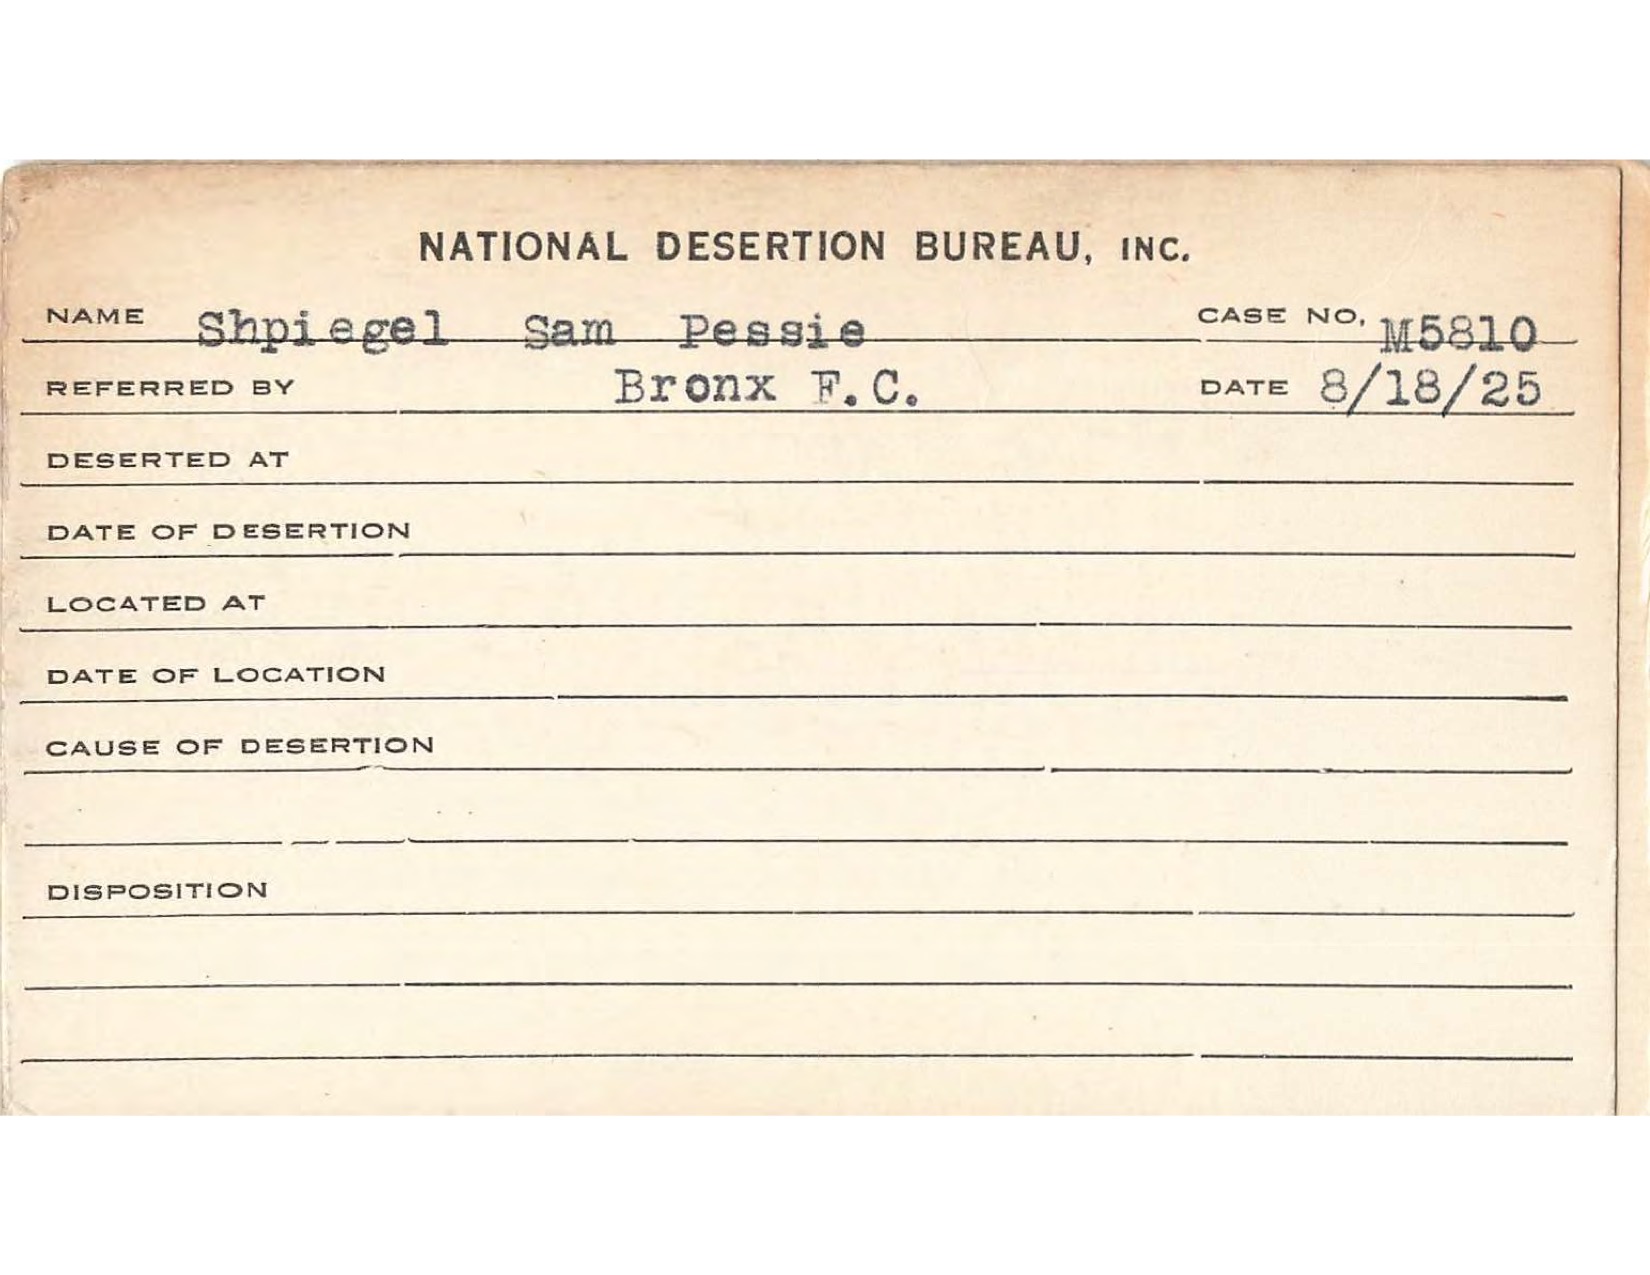 NATIONAL DESERTION BUREAU, INC.
NAME Shpiegel Sam Pessie CASE NO. M5810
REFERRED BY Bronx F.C. DATE 8/18/25
DESERTED AT
DATE OF DESERTION
LOCATED AT
DATE OF LOCATION
CAUSE OF DESERTION
DISPOSITION